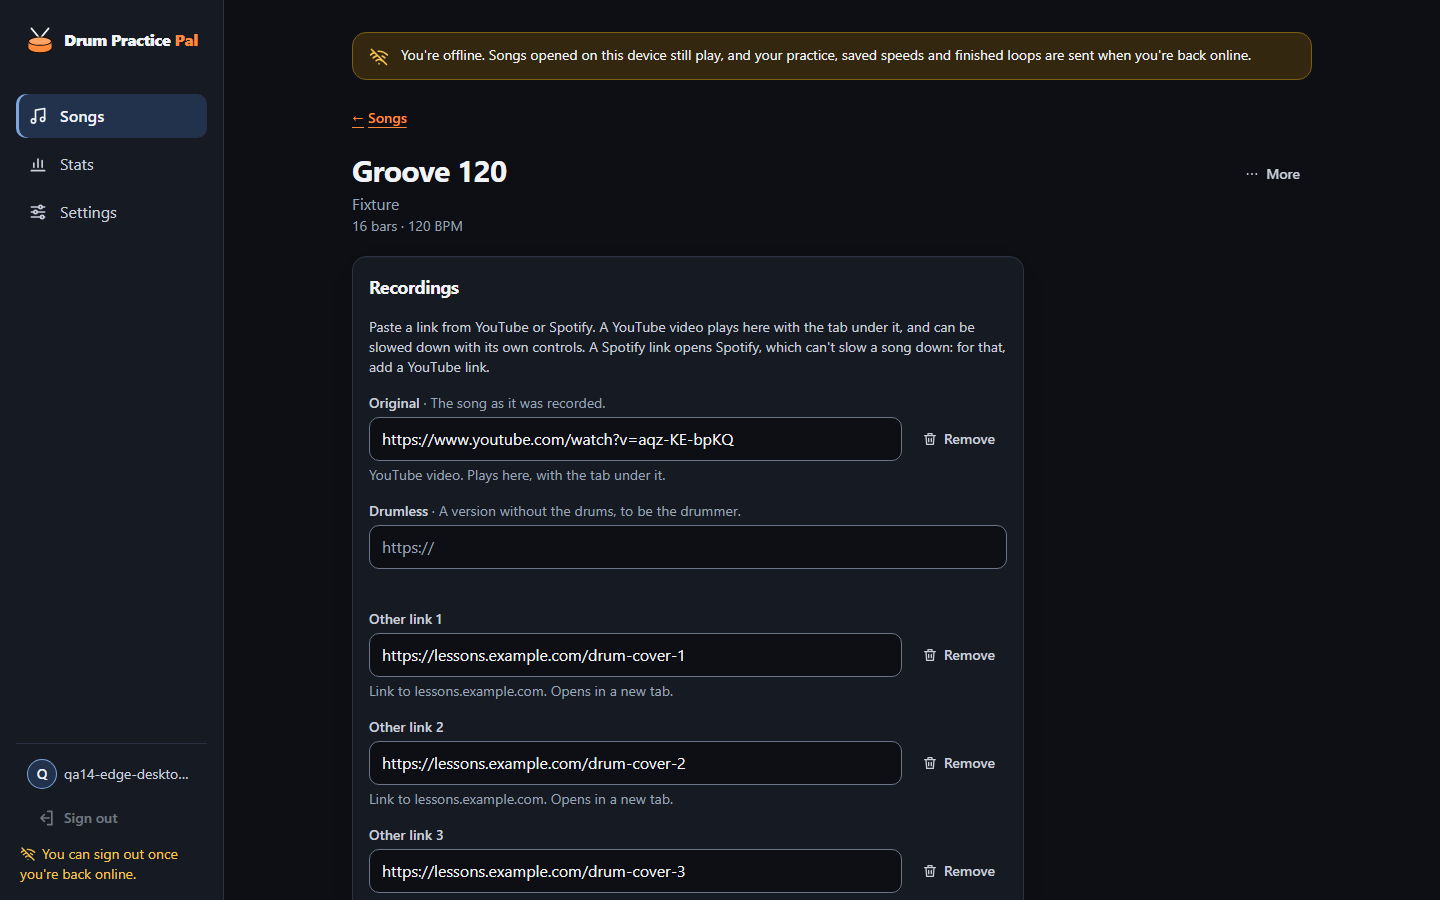 Drum Practice Pal
Songs
Stats
Settings
Q
qa14-edge-deskto...
Sign out
You can sign out once
you're back online.
You're offline. Songs opened on this device still play, and your practice, saved speeds and finished loops are sent when you're back online.
← Songs
Groove 120
··· More
Fixture
16 bars · 120 BPM
Recordings
Paste a link from YouTube or Spotify. A YouTube video plays here with the tab under it, and can be
slowed down with its own controls. A Spotify link opens Spotify, which can't slow a song down: for that,
add a YouTube link.
Original · The song as it was recorded.
https://www.youtube.com/watch?v=aqz-KE-bpKQ
Remove
YouTube video. Plays here, with the tab under it.
Drumless · A version without the drums, to be the drummer.
https://
Other link 1
https://lessons.example.com/drum-cover-1
Remove
Link to lessons.example.com. Opens in a new tab.
Other link 2
https://lessons.example.com/drum-cover-2
Remove
Link to lessons.example.com. Opens in a new tab.
Other link 3
https://lessons.example.com/drum-cover-3
Remove